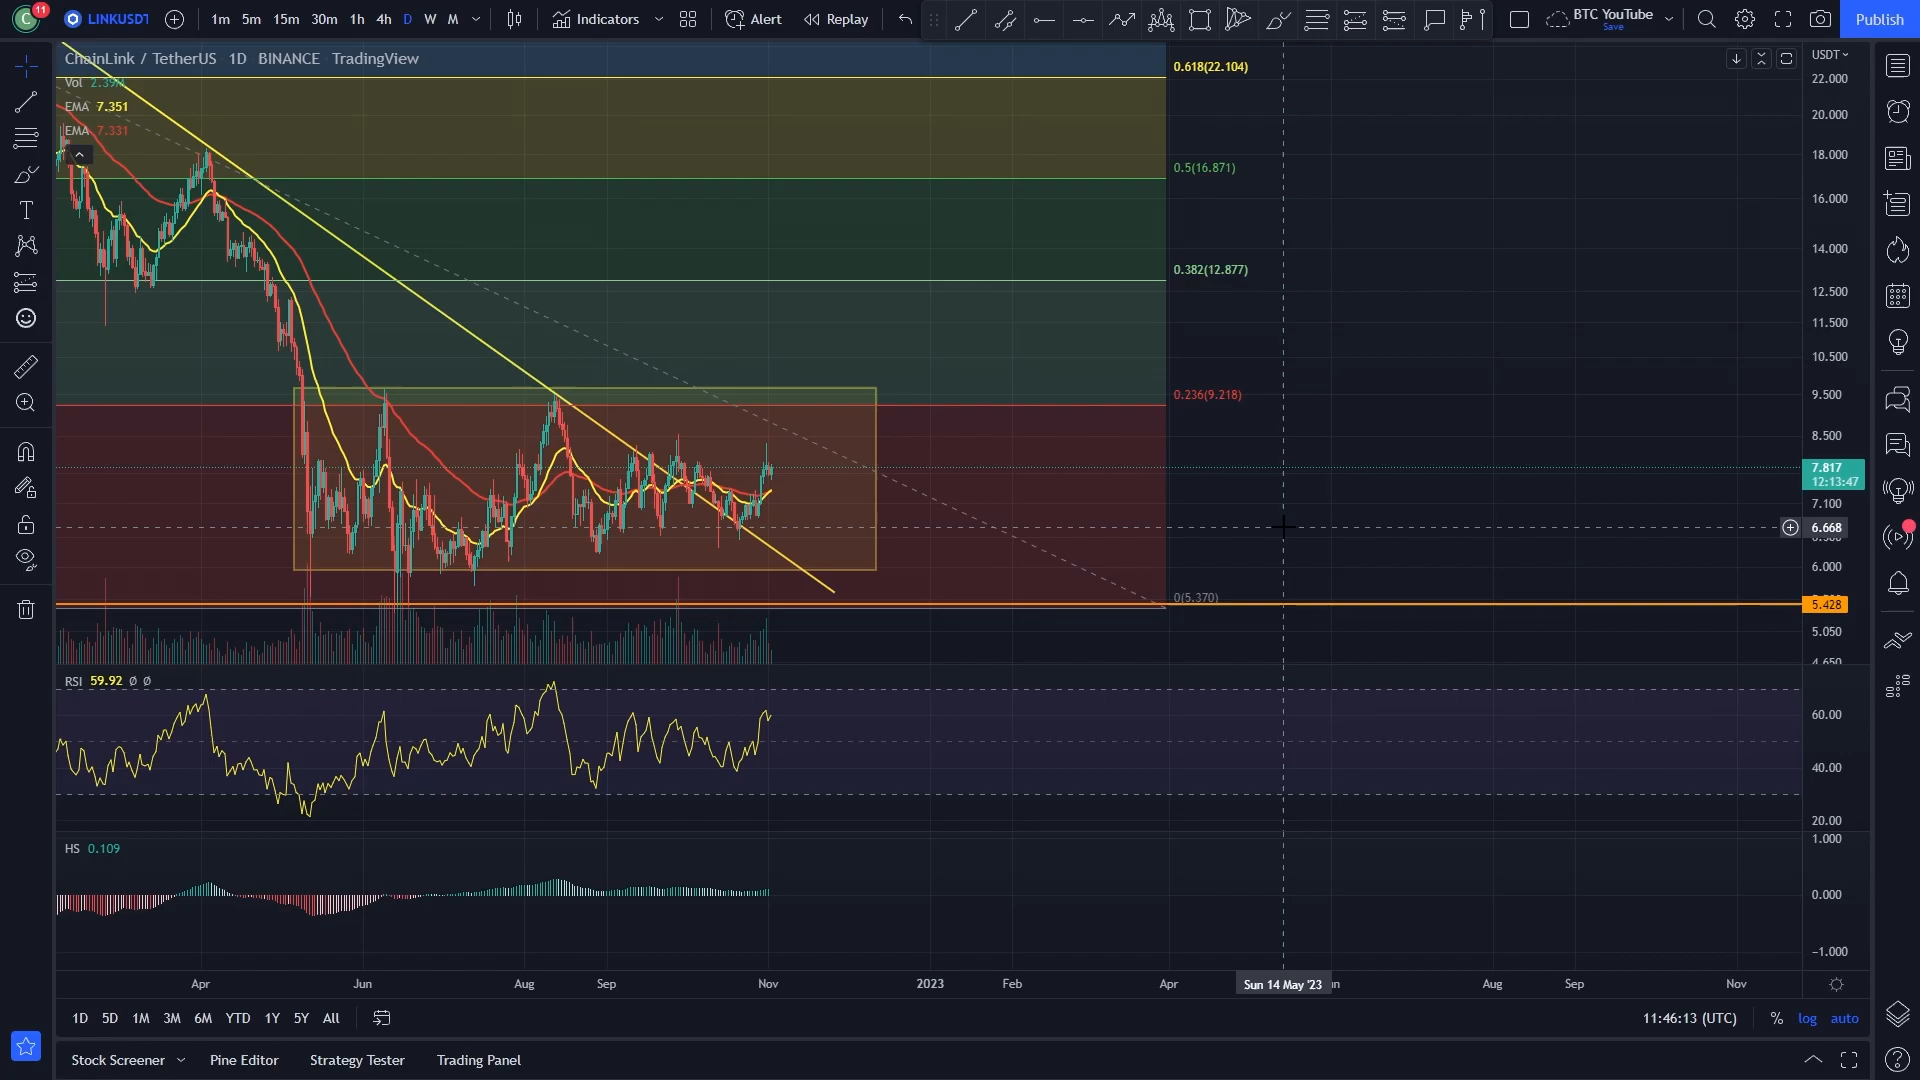 C 11 LINKUSDT 1m 5m 15m 30m 1h 4h D W M Indicators Alert Replay BTC YouTube Save Publish
ChainLink / TetherUS 1D BINANCE TradingView
Vol 2.39M
EMA 7.351
EMA 7.331
0.618(22.104)
0.5(16.871)
0.382(12.877)
0.236(9.218)
0(5.370)
USDT
22.000
20.000
18.000
16.000
14.000
12.500
11.500
10.500
9.500
8.500
7.817
12:13:47
7.100
6.668
6.000
5.428
5.050
4.650
RSI 59.92 Ø Ø
60.00
40.00
20.00
HS 0.109
1.000
0.000
−1.000
Apr Jun Aug Sep Nov 2023 Feb Apr Sun 14 May '23 Aug Sep Nov
1D 5D 1M 3M 6M YTD 1Y 5Y All 11:46:13 (UTC) % log auto
Stock Screener Pine Editor Strategy Tester Trading Panel